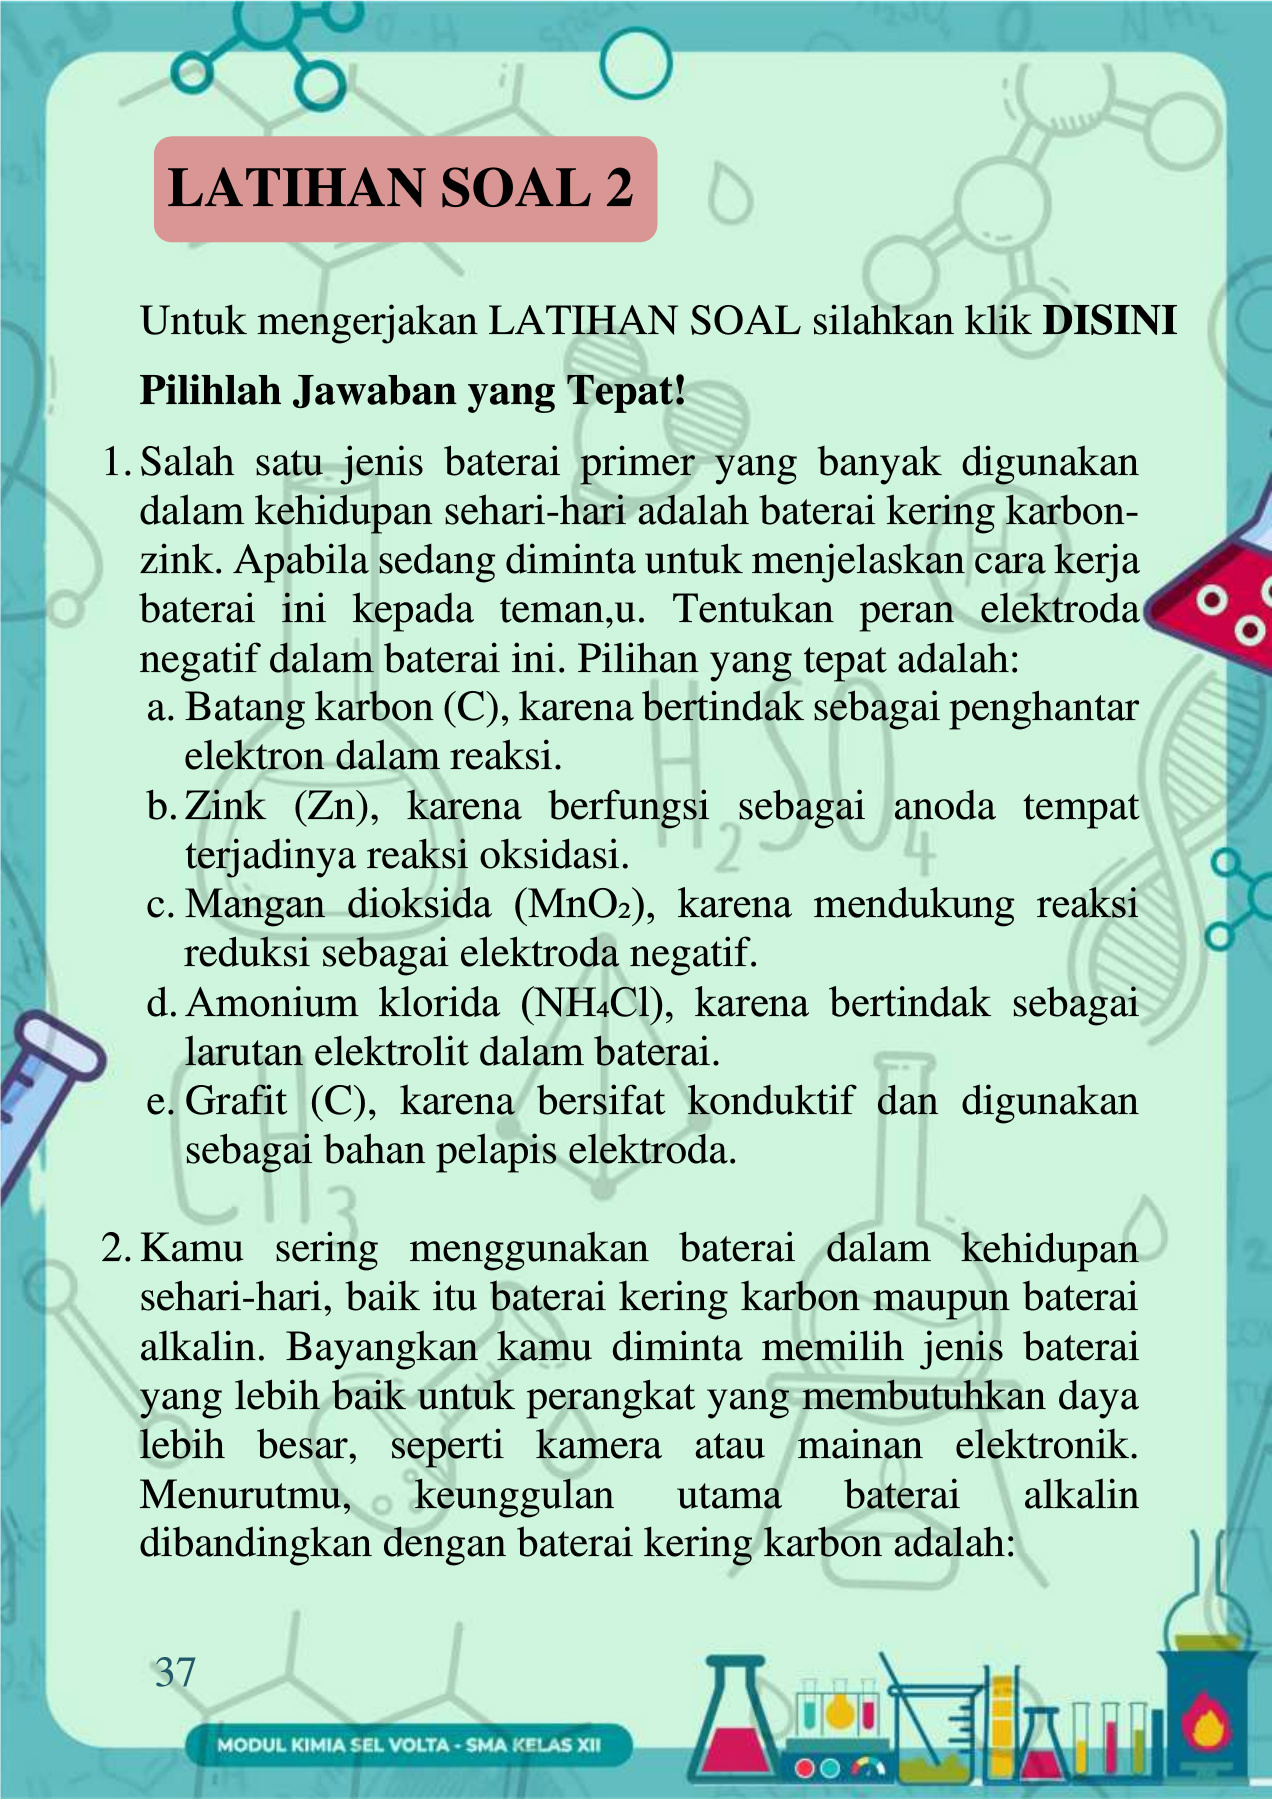 LATIHAN SOAL 2
Untuk mengerjakan LATIHAN SOAL silahkan klik DISINI
Pilihlah Jawaban yang Tepat!
1. Salah satu jenis baterai primer yang banyak digunakan
dalam kehidupan sehari-hari adalah baterai kering karbon-
zink. Apabila sedang diminta untuk menjelaskan cara kerja
baterai ini kepada teman,u. Tentukan peran elektroda
negatif dalam baterai ini. Pilihan yang tepat adalah:
a. Batang karbon (C), karena bertindak sebagai penghantar
elektron dalam reaksi.
b. Zink (Zn), karena berfungsi sebagai anoda tempat
terjadinya reaksi oksidasi.
c. Mangan dioksida (MnO₂), karena mendukung reaksi
reduksi sebagai elektroda negatif.
d. Amonium klorida (NH₄Cl), karena bertindak sebagai
larutan elektrolit dalam baterai.
e. Grafit (C), karena bersifat konduktif dan digunakan
sebagai bahan pelapis elektroda.
2. Kamu sering menggunakan baterai dalam kehidupan
sehari-hari, baik itu baterai kering karbon maupun baterai
alkalin. Bayangkan kamu diminta memilih jenis baterai
yang lebih baik untuk perangkat yang membutuhkan daya
lebih besar, seperti kamera atau mainan elektronik.
Menurutmu, keunggulan utama baterai alkalin
dibandingkan dengan baterai kering karbon adalah:
37
MODUL KIMIA SEL VOLTA - SMA KELAS XII
H₂
H₂SO₄
CH₃